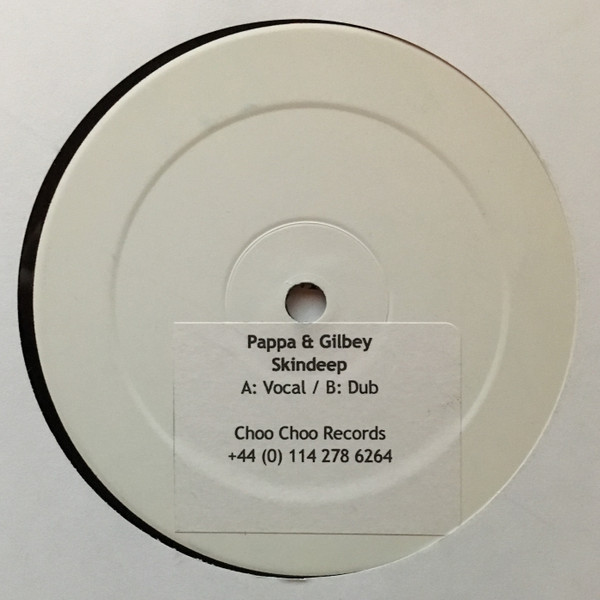 Pappa & Gilbey
Skindeep
A: Vocal / B: Dub
Choo Choo Records
+44 (0) 114 278 6264